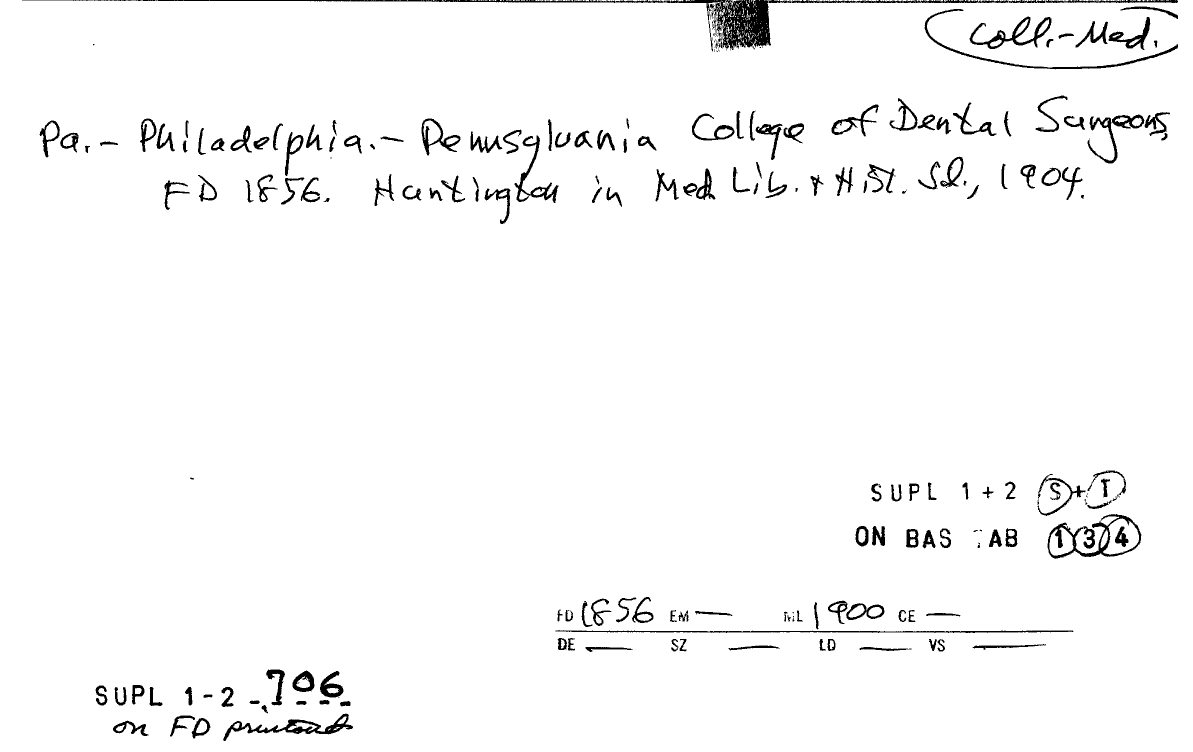 Coll.-Med.
Pa.- Philadelphia.- Pennsylvania College of Dental Surgeons,
FD 1856. Huntington in Med Lib. & Hist. Jl., 1904.
SUPL 1+2 S+T
ON BAS TAB 1 3 4
FD 1856 EM — ML 1900 CE —
DE — SZ — LD — VS —
SUPL 1-2 - 706
on FD printout